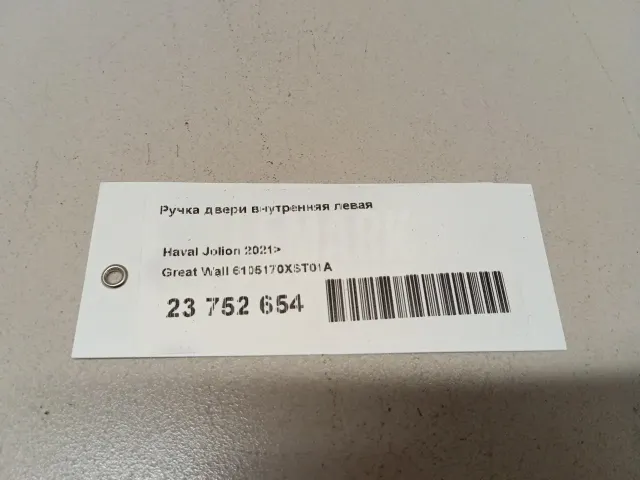 Ручка двери внутренняя левая
Haval Jolion 2021>
Great Wall 6105170XST01A
23 752 654